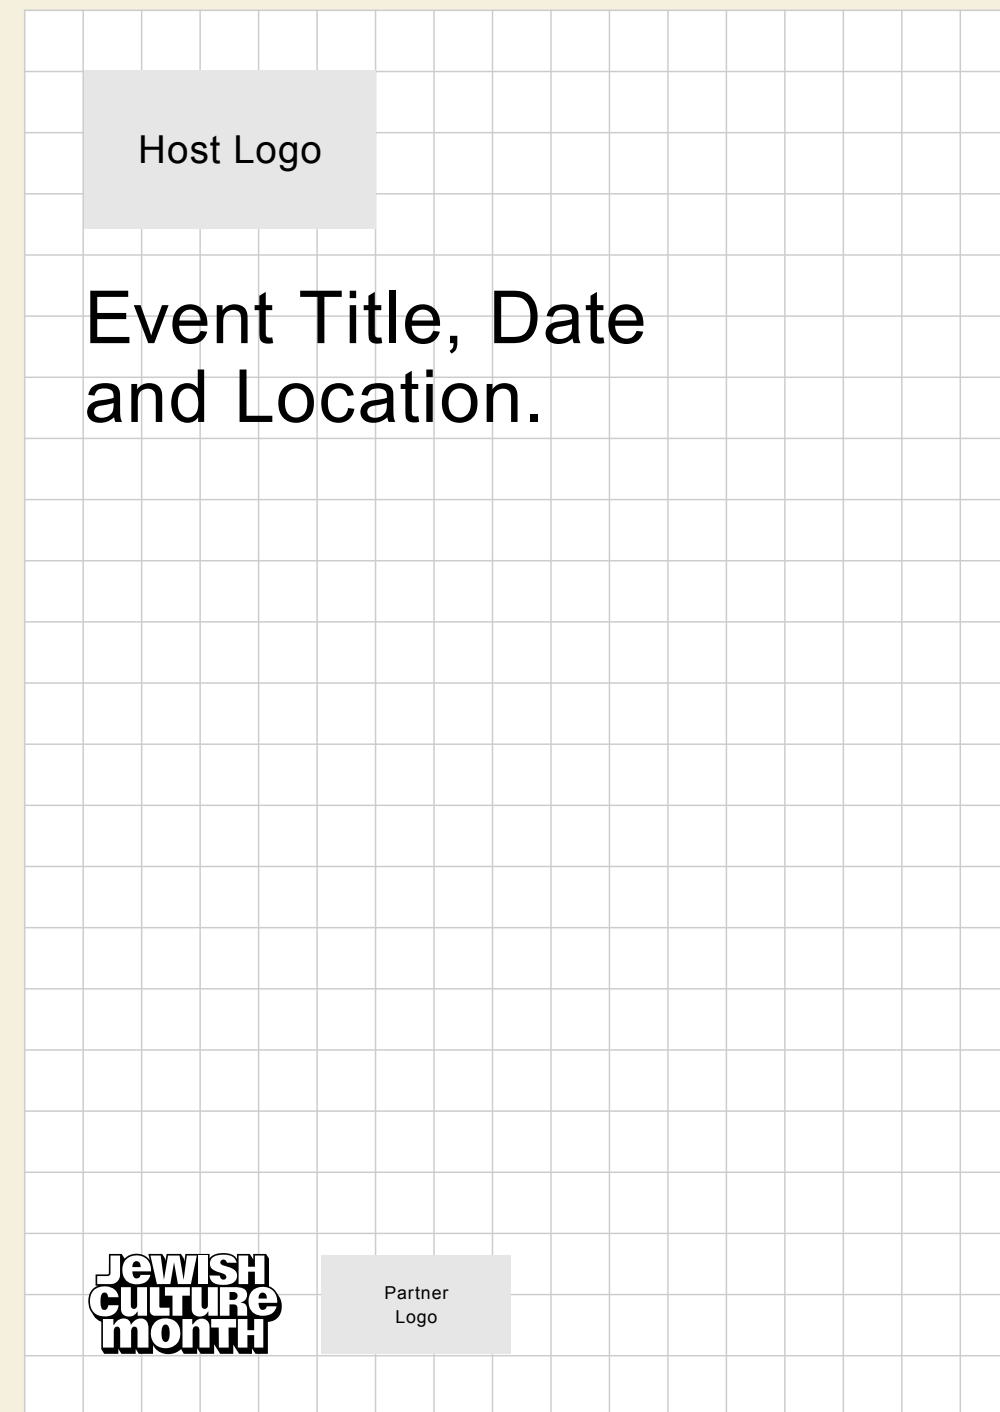 Host Logo
Event Title, Date
and Location.
JeWISH
CULTURe
monTH
Partner
Logo